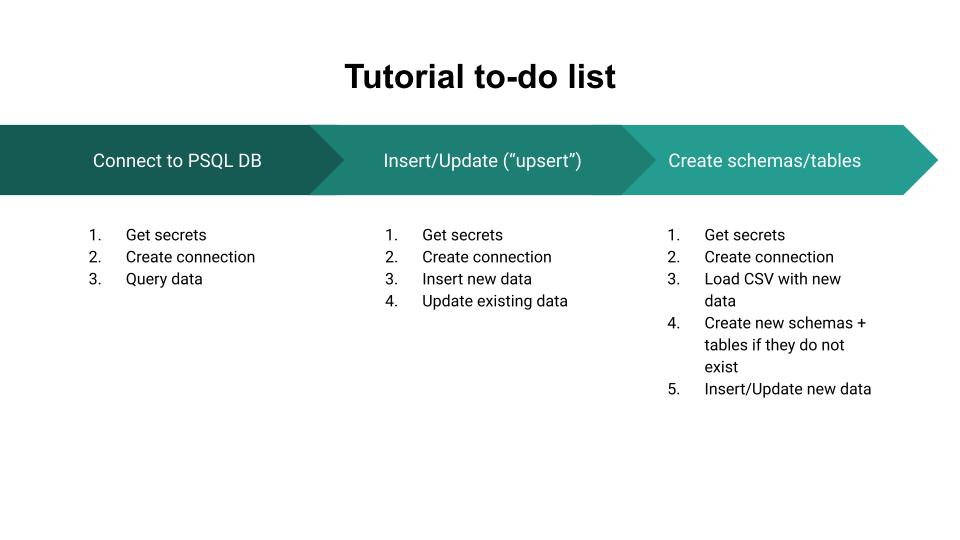 Tutorial to-do list
Connect to PSQL DB
Insert/Update (“upsert”)
Create schemas/tables
1. Get secrets
2. Create connection
3. Query data
1. Get secrets
2. Create connection
3. Insert new data
4. Update existing data
1. Get secrets
2. Create connection
3. Load CSV with new
data
4. Create new schemas +
tables if they do not
exist
5. Insert/Update new data